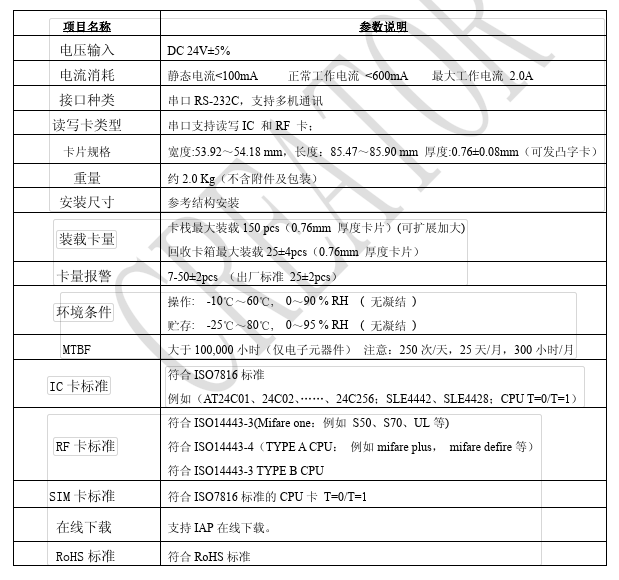 项目名称 参数说明
电压输入 DC 24V±5%
电流消耗 静态电流<100mA 正常工作电流 <600mA 最大工作电流 2.0A
接口种类 串口 RS-232C，支持多机通讯
读写卡类型 串口支持读写 IC 和 RF 卡；
卡片规格 宽度:53.92～54.18 mm，长度：85.47～85.90 mm 厚度:0.76±0.08mm（可发凸字卡）
重量 约 2.0 Kg（不含附件及包装）
安装尺寸 参考结构安装
装载卡量 卡栈最大装载 150 pcs（0.76mm 厚度卡片）(可扩展加大)
回收卡箱最大装载 25±4pcs（0.76mm 厚度卡片）
卡量报警 7-50±2pcs （出厂标准 25±2pcs）
环境条件 操作: -10℃～60℃， 0～90 % RH （ 无凝结 ）
贮存: -25℃～80℃， 0～95 % RH （ 无凝结 ）
MTBF 大于 100,000 小时（仅电子元器件） 注意：250 次/天，25 天/月，300 小时/月
IC 卡标准 符合 ISO7816 标准
例如（AT24C01、24C02、……、24C256；SLE4442、SLE4428；CPU T=0/T=1）
RF 卡标准 符合 ISO14443-3(Mifare one：例如 S50、S70、UL 等)
符合 ISO14443-4（TYPE A CPU： 例如 mifare plus， mifare defire 等）
符合 ISO14443-3 TYPE B CPU
SIM 卡标准 符合 ISO7816 标准的 CPU 卡 T=0/T=1
在线下载 支持 IAP 在线下载。
RoHS 标准 符合 RoHS 标准
CREATOR